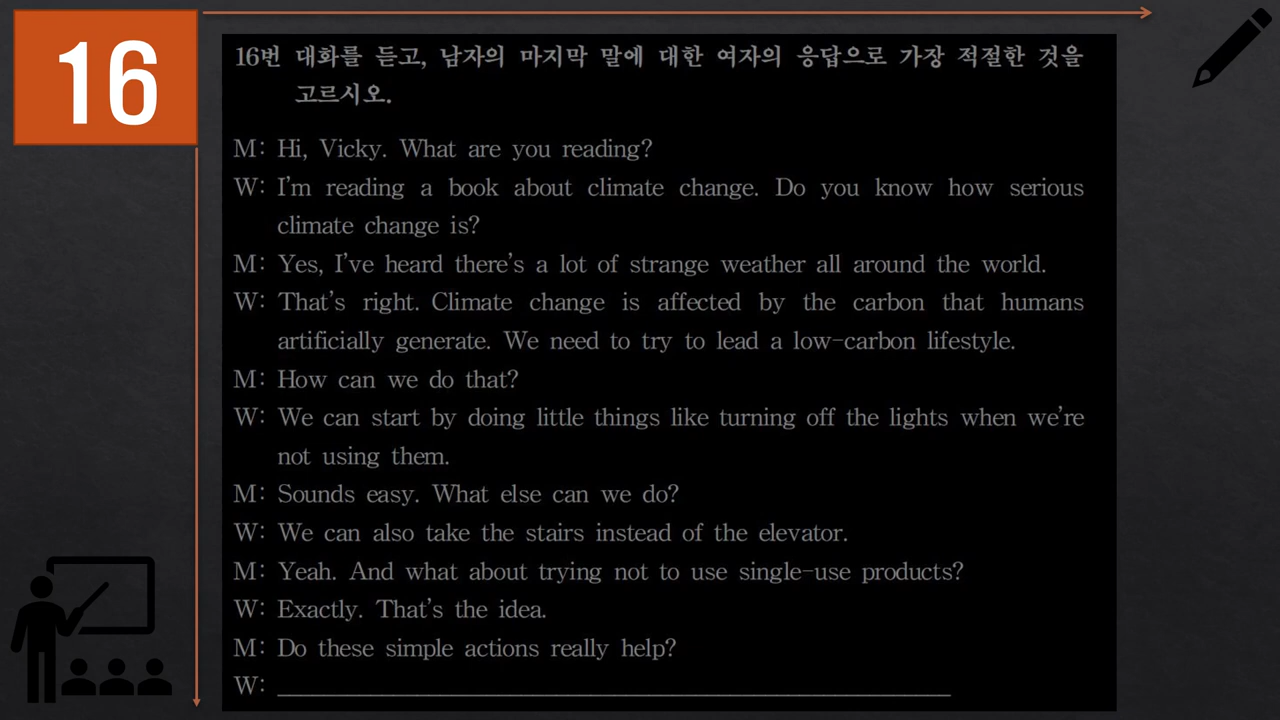 16
16번 대화를 듣고, 남자의 마지막 말에 대한 여자의 응답으로 가장 적절한 것을
고르시오.
M: Hi, Vicky. What are you reading?
W: I'm reading a book about climate change. Do you know how serious
climate change is?
M: Yes, I've heard there's a lot of strange weather all around the world.
W: That's right. Climate change is affected by the carbon that humans
artificially generate. We need to try to lead a low-carbon lifestyle.
M: How can we do that?
W: We can start by doing little things like turning off the lights when we're
not using them.
M: Sounds easy. What else can we do?
W: We can also take the stairs instead of the elevator.
M: Yeah. And what about trying not to use single-use products?
W: Exactly. That's the idea.
M: Do these simple actions really help?
W: ______________________________